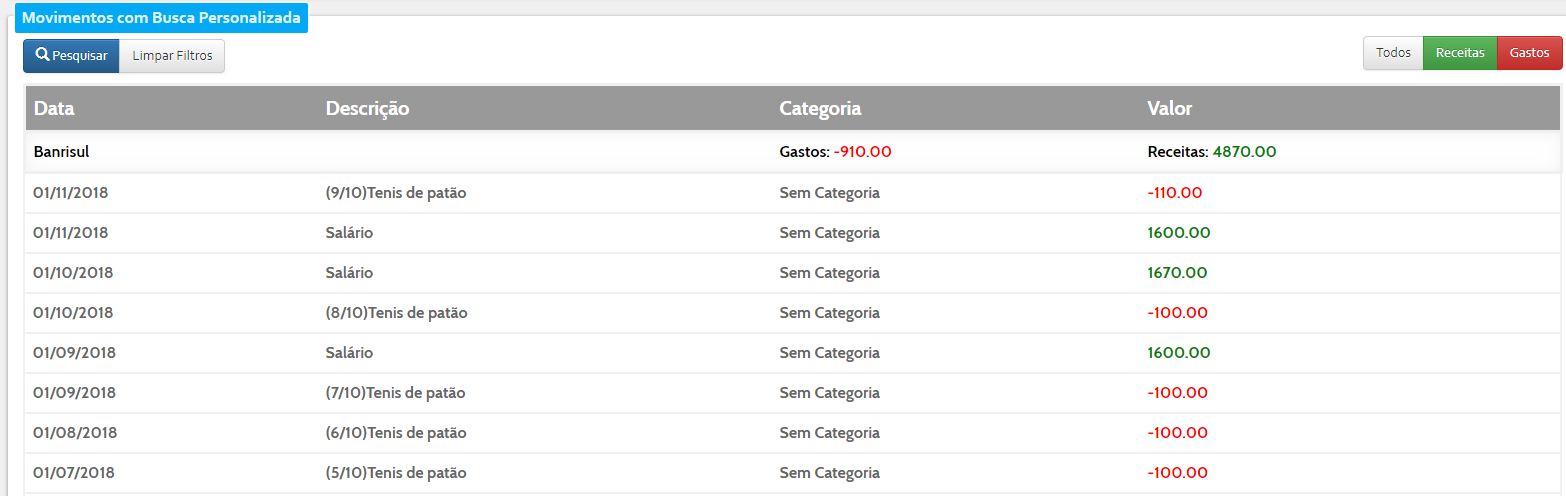 Movimentos com Busca Personalizada
Pesquisar Limpar Filtros Todos Receitas Gastos
Data Descrição Categoria Valor
Banrisul Gastos: -910.00 Receitas: 4870.00
01/11/2018 (9/10)Tenis de patão Sem Categoria -110.00
01/11/2018 Salário Sem Categoria 1600.00
01/10/2018 Salário Sem Categoria 1670.00
01/10/2018 (8/10)Tenis de patão Sem Categoria -100.00
01/09/2018 Salário Sem Categoria 1600.00
01/09/2018 (7/10)Tenis de patão Sem Categoria -100.00
01/08/2018 (6/10)Tenis de patão Sem Categoria -100.00
01/07/2018 (5/10)Tenis de patão Sem Categoria -100.00